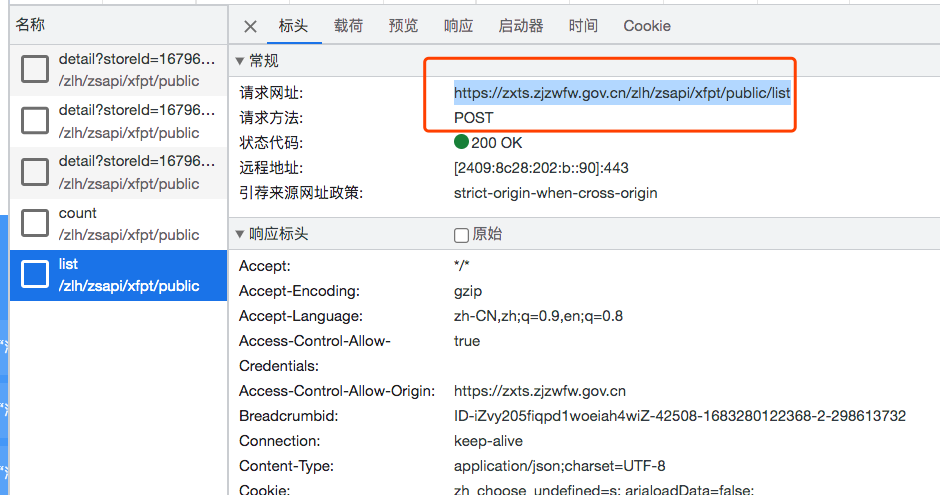 名称
detail?storeId=16796...
/zlh/zsapi/xfpt/public
detail?storeId=16796...
/zlh/zsapi/xfpt/public
detail?storeId=16796...
/zlh/zsapi/xfpt/public
count
/zlh/zsapi/xfpt/public
list
/zlh/zsapi/xfpt/public
标头 载荷 预览 响应 启动器 时间 Cookie
常规
请求网址: https://zxts.zjzwfw.gov.cn/zlh/zsapi/xfpt/public/list
请求方法: POST
状态代码: 200 OK
远程地址: [2409:8c28:202:b::90]:443
引荐来源网址政策: strict-origin-when-cross-origin
响应标头 原始
Accept: */*
Accept-Encoding: gzip
Accept-Language: zh-CN,zh;q=0.9,en;q=0.8
Access-Control-Allow- true
Credentials:
Access-Control-Allow-Origin: https://zxts.zjzwfw.gov.cn
Breadcrumbid: ID-iZvy205fiqpd1woeiah4wiZ-42508-1683280122368-2-298613732
Connection: keep-alive
Content-Type: application/json;charset=UTF-8
Cookie: zh_choose_undefined=s; arialoadData=false;